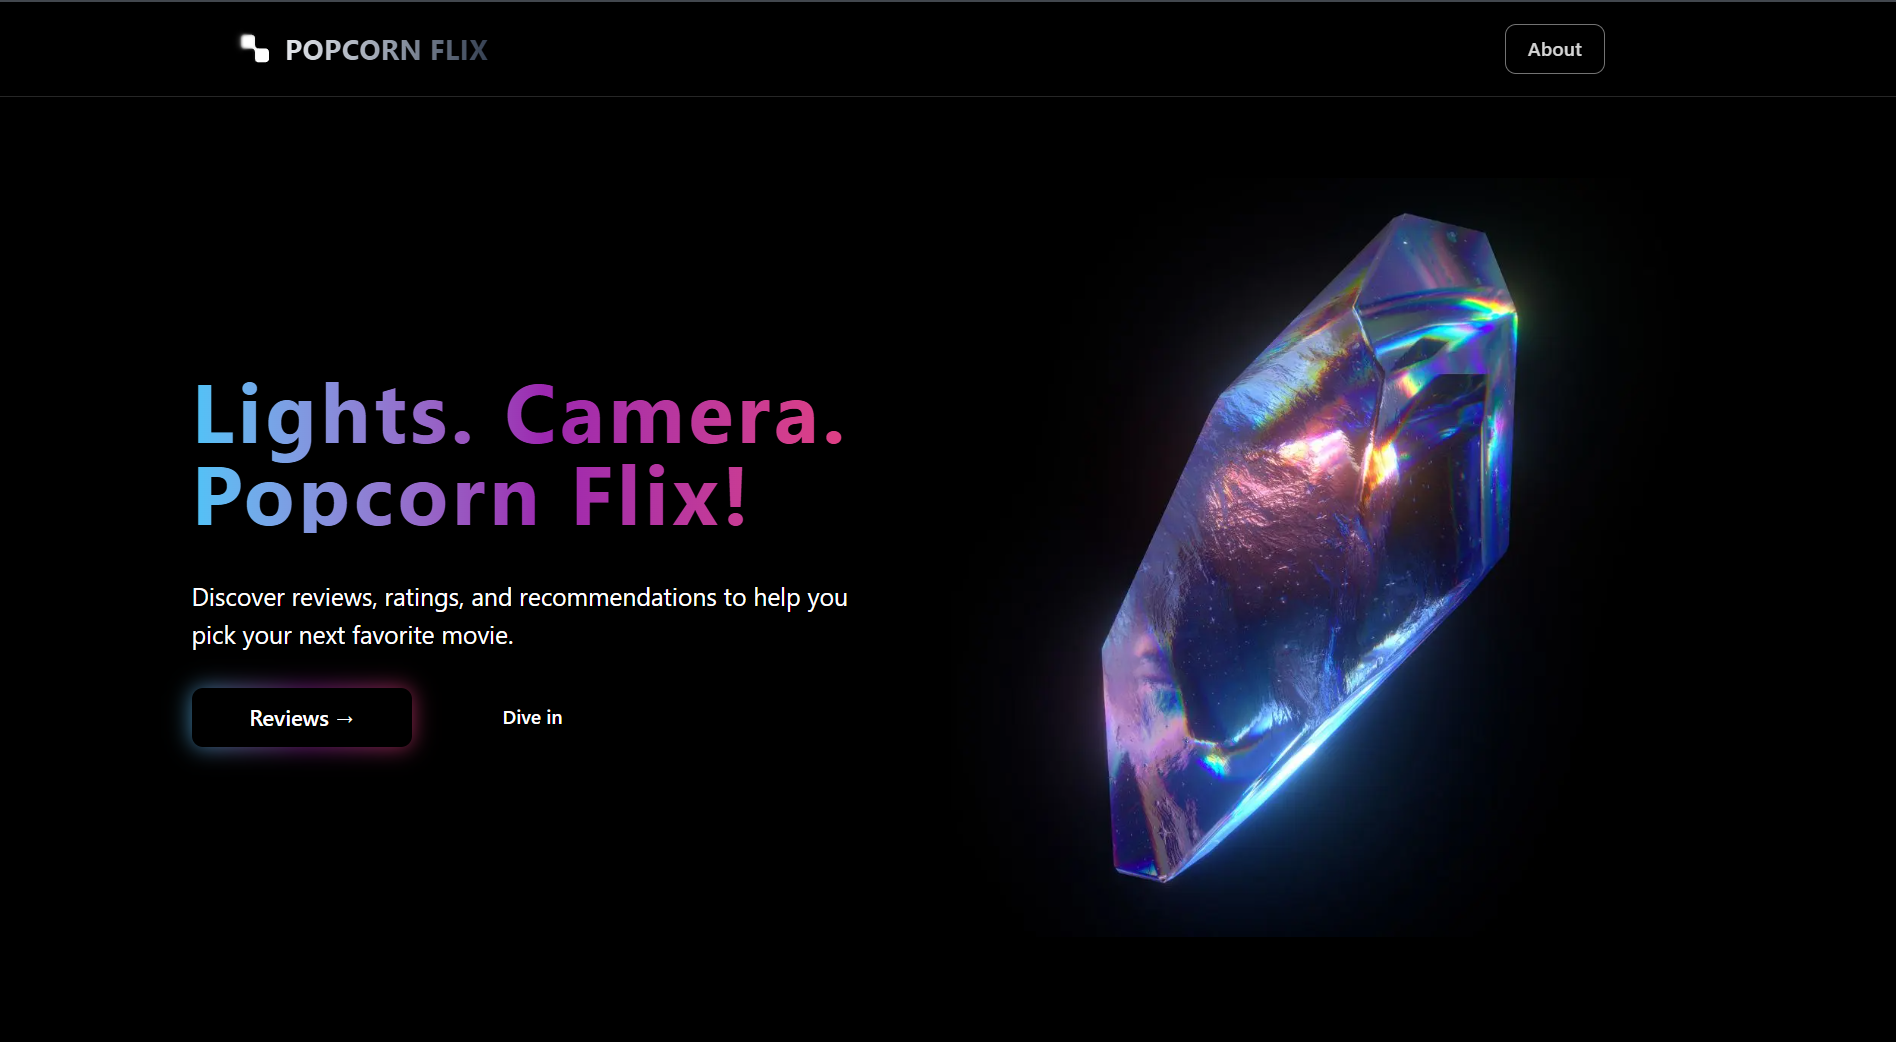 POPCORN FLIX
About
Lights. Camera.
Popcorn Flix!
Discover reviews, ratings, and recommendations to help you
pick your next favorite movie.
Reviews →
Dive in